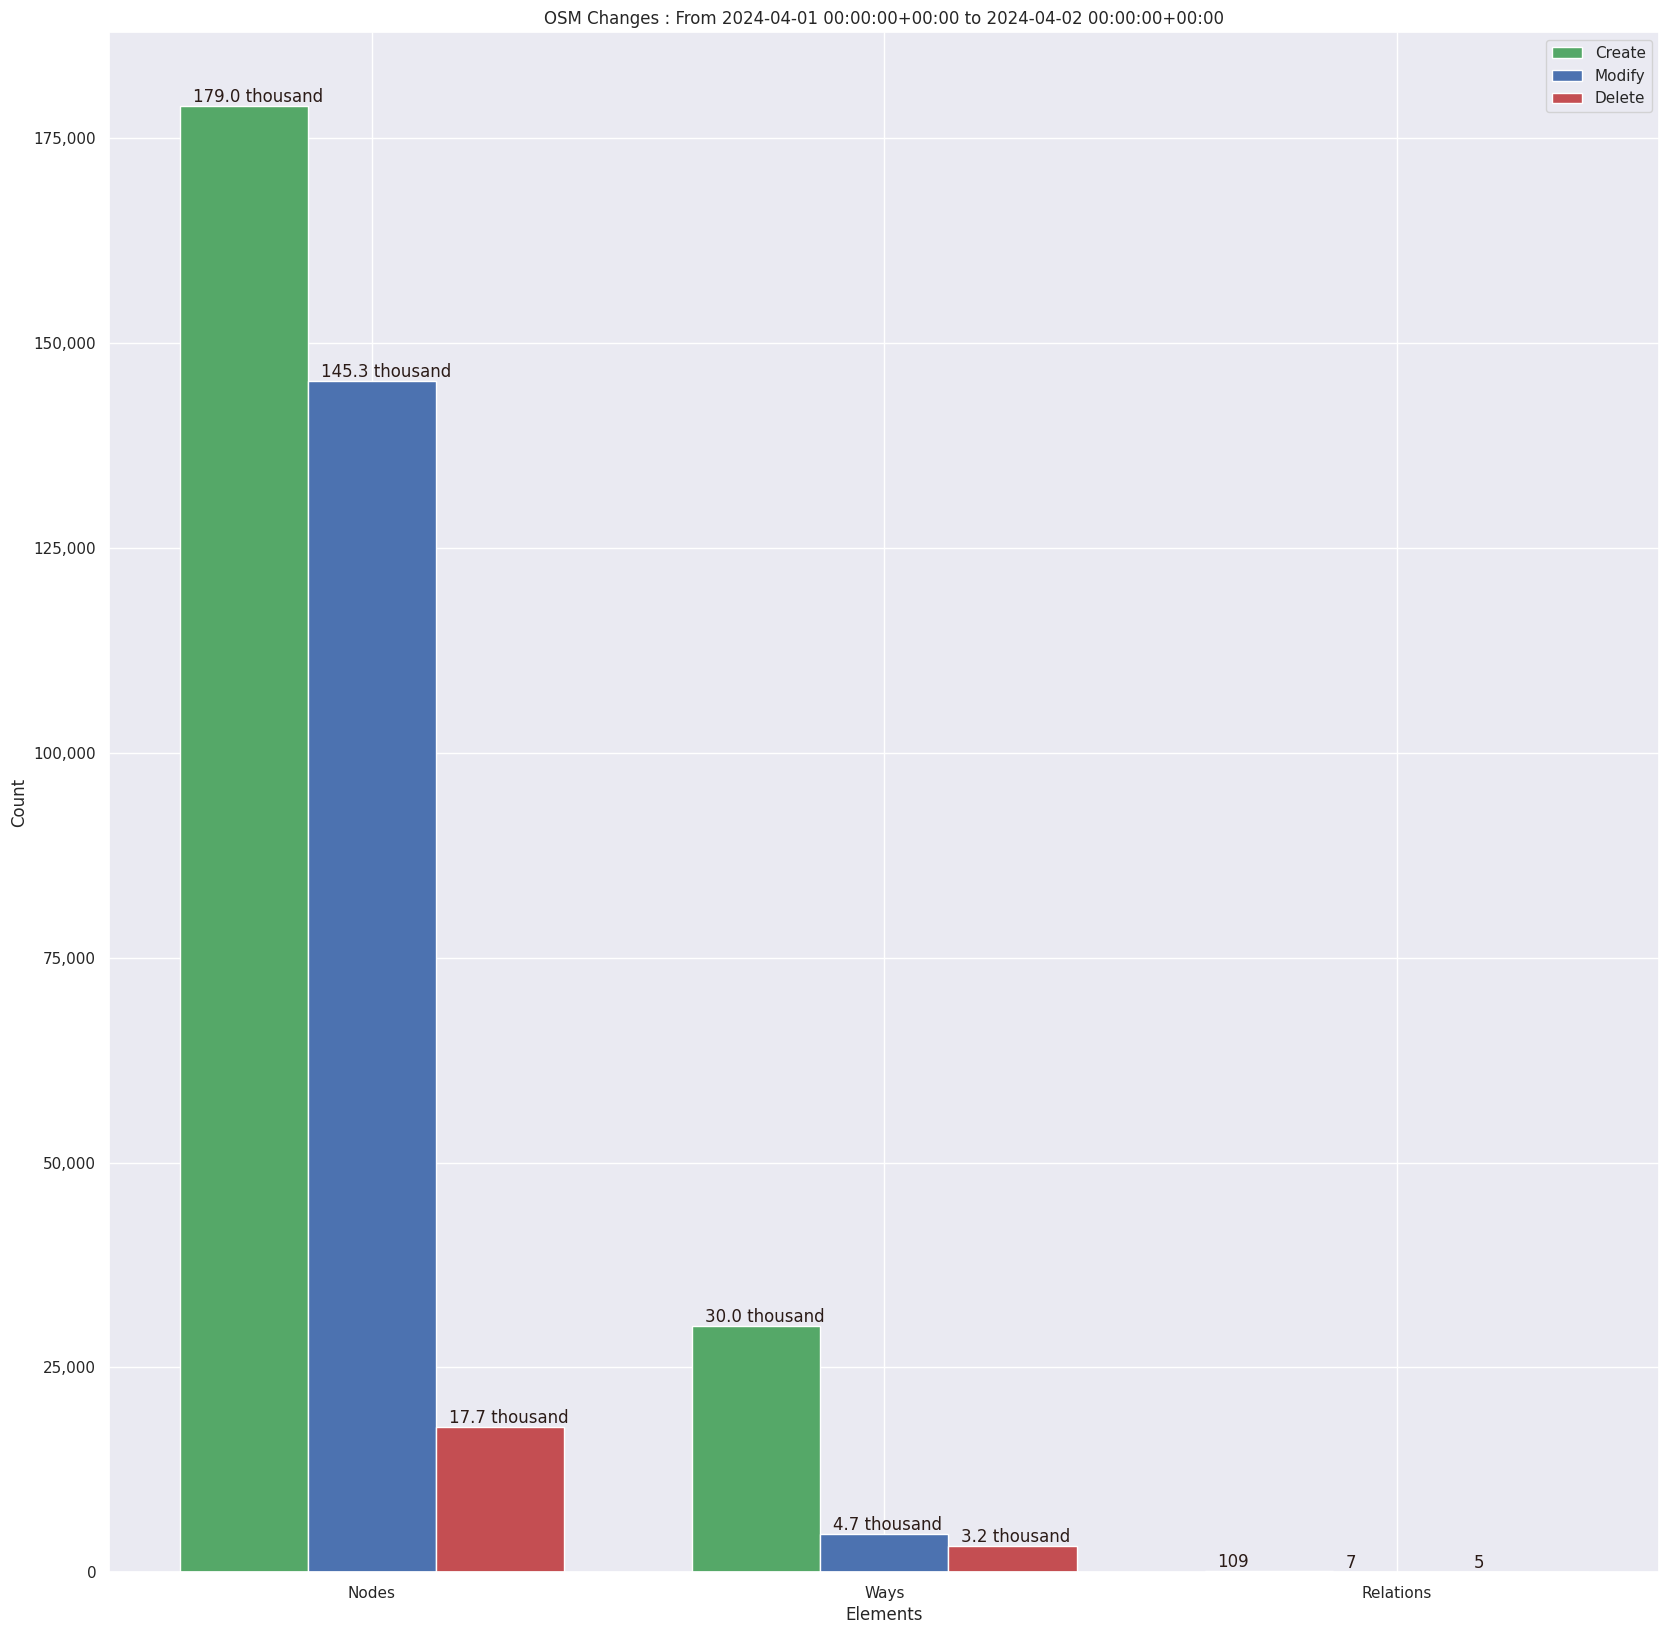 OSM Changes : From 2024-04-01 00:00:00+00:00 to 2024-04-02 00:00:00+00:00
Create
Modify
Delete
179.0 thousand
175,000
145.3 thousand
150,000
125,000
100,000
Count
75,000
50,000
30.0 thousand
25,000
17.7 thousand
4.7 thousand
3.2 thousand
109
7
5
0
Nodes
Ways
Relations
Elements